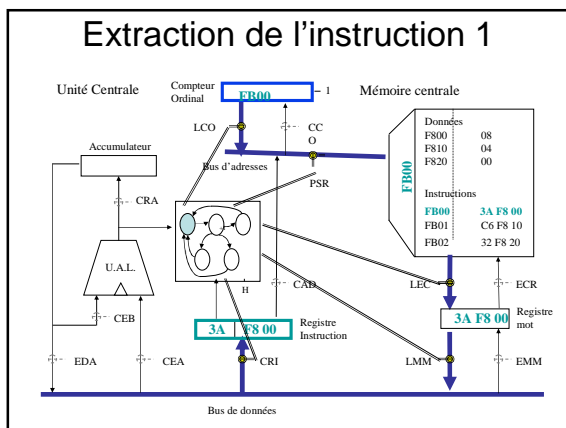 Extraction de l'instruction 1
Unité Centrale
Compteur
Ordinal
FB00
1
Mémoire centrale
LCO
CC
O
Bus d'adresses
PSR
FB00
Données
F800 08
F810 04
F820 00
Instructions
FB00 3A F8 00
FB01 C6 F8 10
FB02 32 F8 20
Accumulateur
CRA
U.A.L.
H
CAD
LEC
ECR
CEB
3A F8 00
Registre
Instruction
3A F8 00
Registre
mot
EDA
CEA
CRI
LMM
EMM
Bus de données